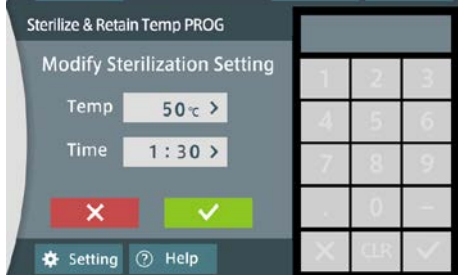 Sterilize & Retain Temp PROG
Modify Sterilization Setting
Temp 50℃ >
Time 1:30 >
Setting ? Help
1 2 3
4 5 6
7 8 9
. 0 -
CLR